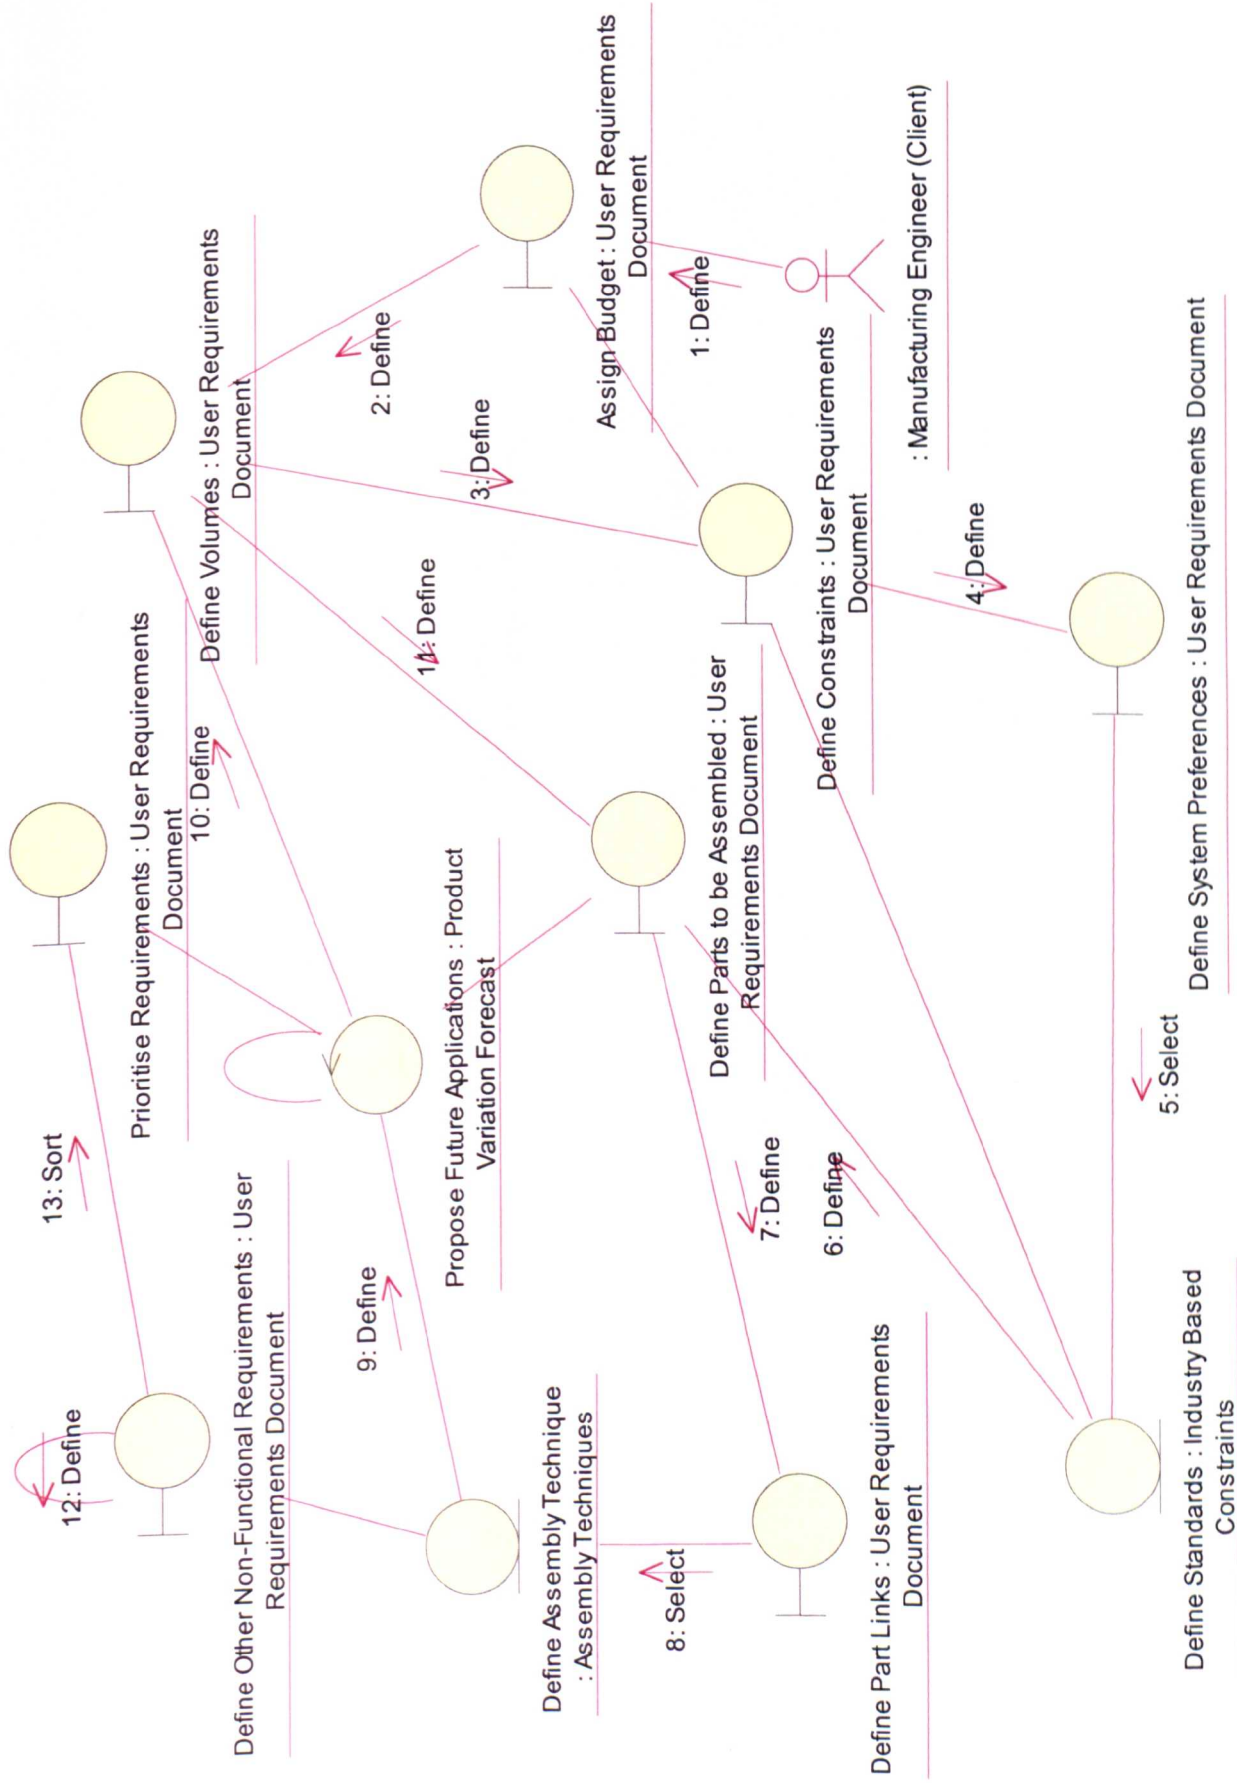 12: Define
13: Sort
Define Other Non-Functional Requirements : User
Requirements Document
Prioritise Requirements : User Requirements
Document
10: Define
Define Volumes : User Requirements
Document
9: Define
2: Define
11: Define
3: Define
Propose Future Applications : Product
Variation Forecast
Define Assembly Technique
: Assembly Techniques
Assign Budget : User Requirements
Document
8: Select
1: Define
Define Parts to be Assembled : User
Requirements Document
7: Define
6: Define
Define Constraints : User Requirements
Document
: Manufacturing Engineer (Client)
Define Part Links : User Requirements
Document
4: Define
5: Select
Define System Preferences : User Requirements Document
Define Standards : Industry Based
Constraints